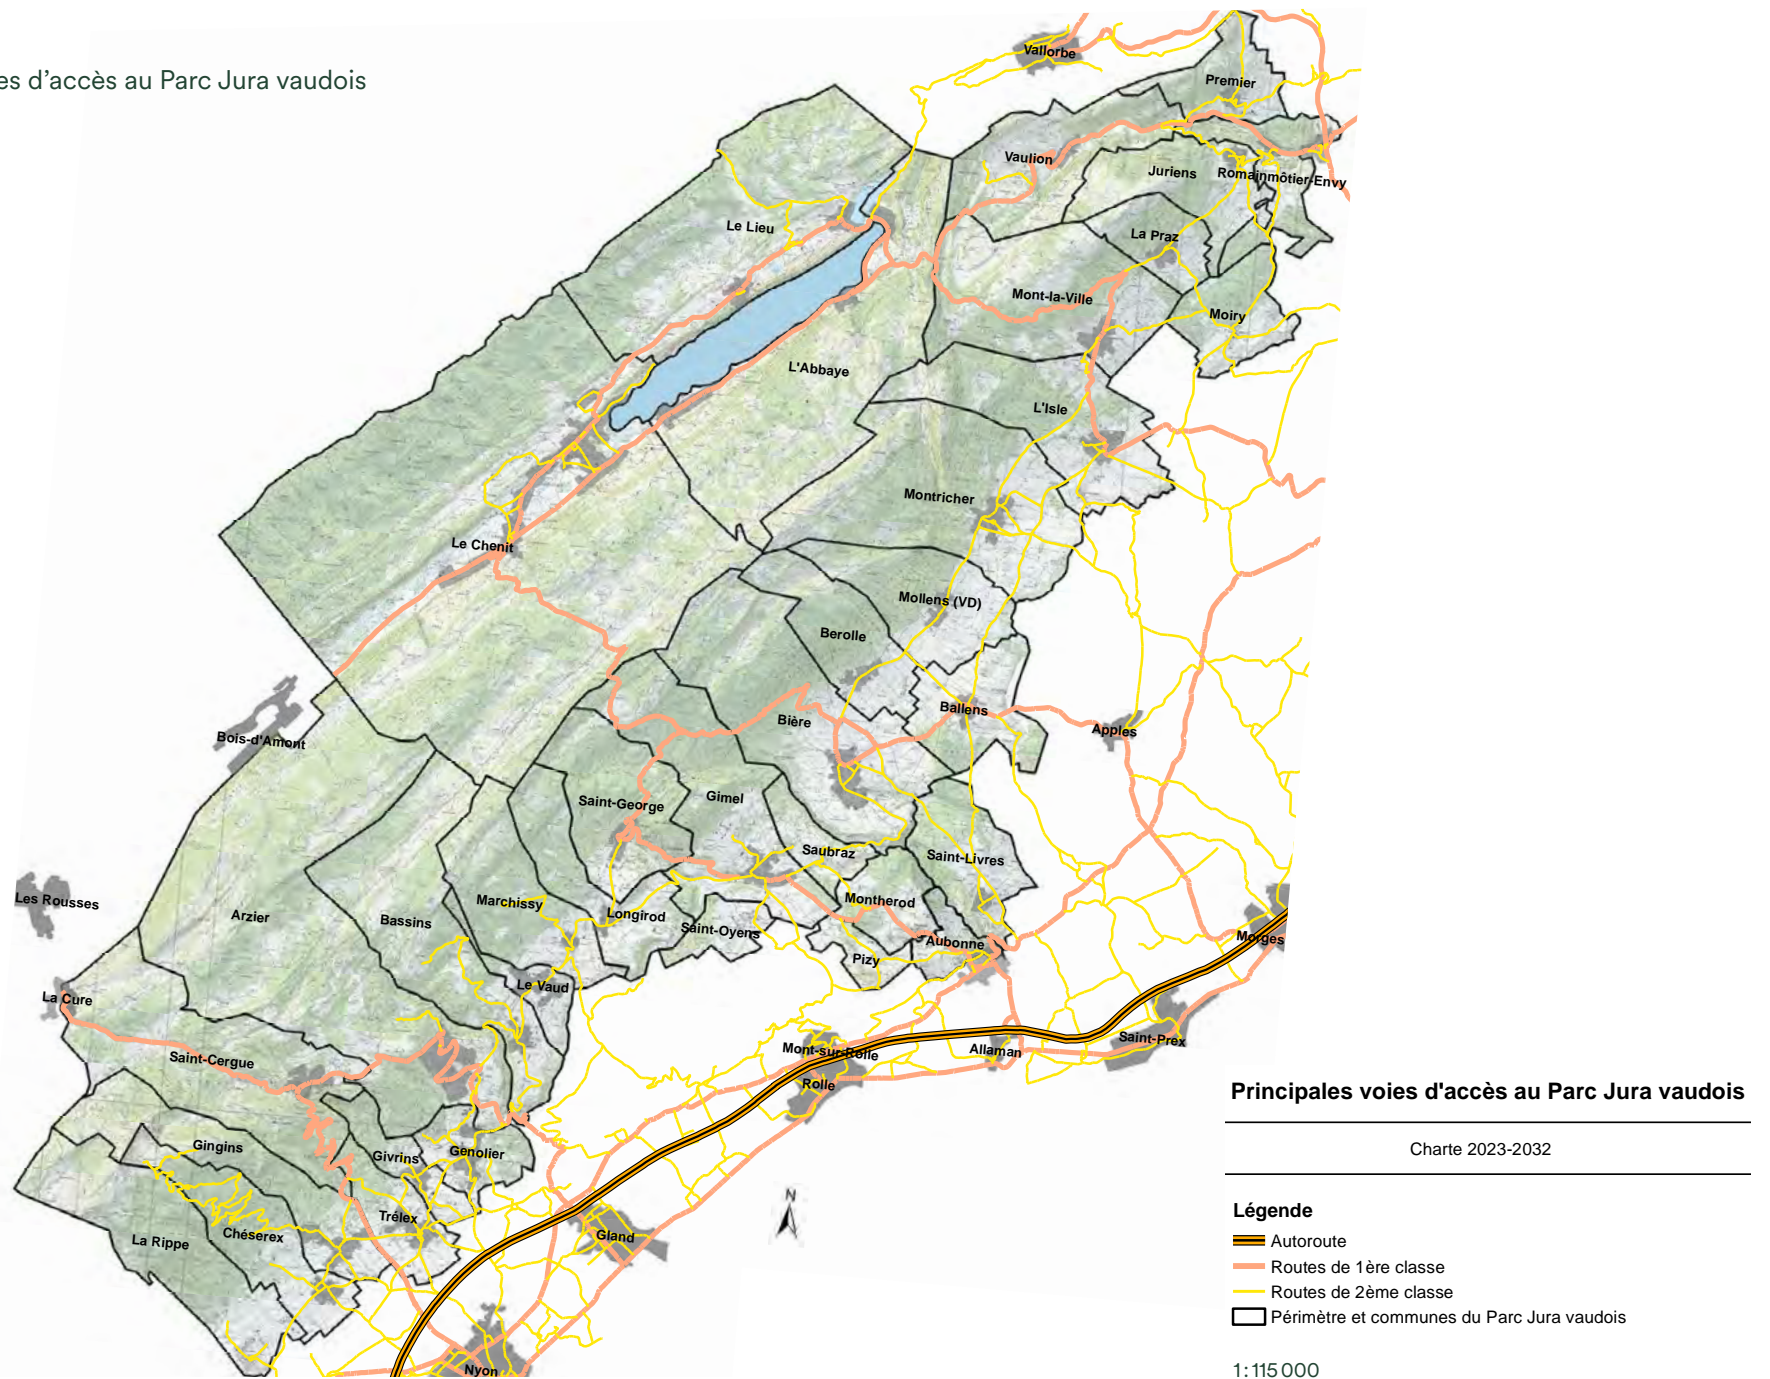 es d'accès au Parc Jura vaudois
Vallorbe
Premier
Vaulion
Juriens
Romainmôtier-Envy
Le Lieu
La Praz
Mont-la-Ville
Moiry
L'Abbaye
L'Isle
Montricher
Le Chenit
Mollens (VD)
Berolle
Ballens
Bière
Apples
Bois-d'Amont
Saint-George
Gimel
Saubraz
Saint-Livres
Les Rousses
Arzier
Bassins
Marchissy
Longirod
Montherod
Saint-Oyens
Aubonne
Morges
Pizy
Le Vaud
La Cure
Saint-Cergue
Mont-sur-Rolle
Allaman
Saint-Prex
Rolle
Gingins
Givrins
Genolier
Trélex
Chéserex
La Rippe
Gland
Nyon
N
Principales voies d'accès au Parc Jura vaudois
Charte 2023-2032
Légende
Autoroute
Routes de 1ère classe
Routes de 2ème classe
Périmètre et communes du Parc Jura vaudois
1:115 000